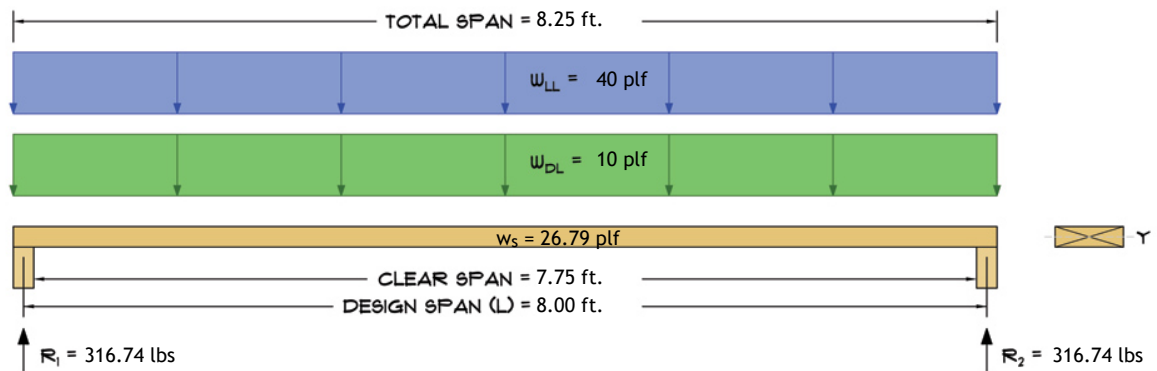 TOTAL SPAN = 8.25 ft.
wLL = 40 plf
wDL = 10 plf
ws = 26.79 plf
Y
CLEAR SPAN = 7.75 ft.
DESIGN SPAN (L) = 8.00 ft.
R1 = 316.74 lbs
R2 = 316.74 lbs